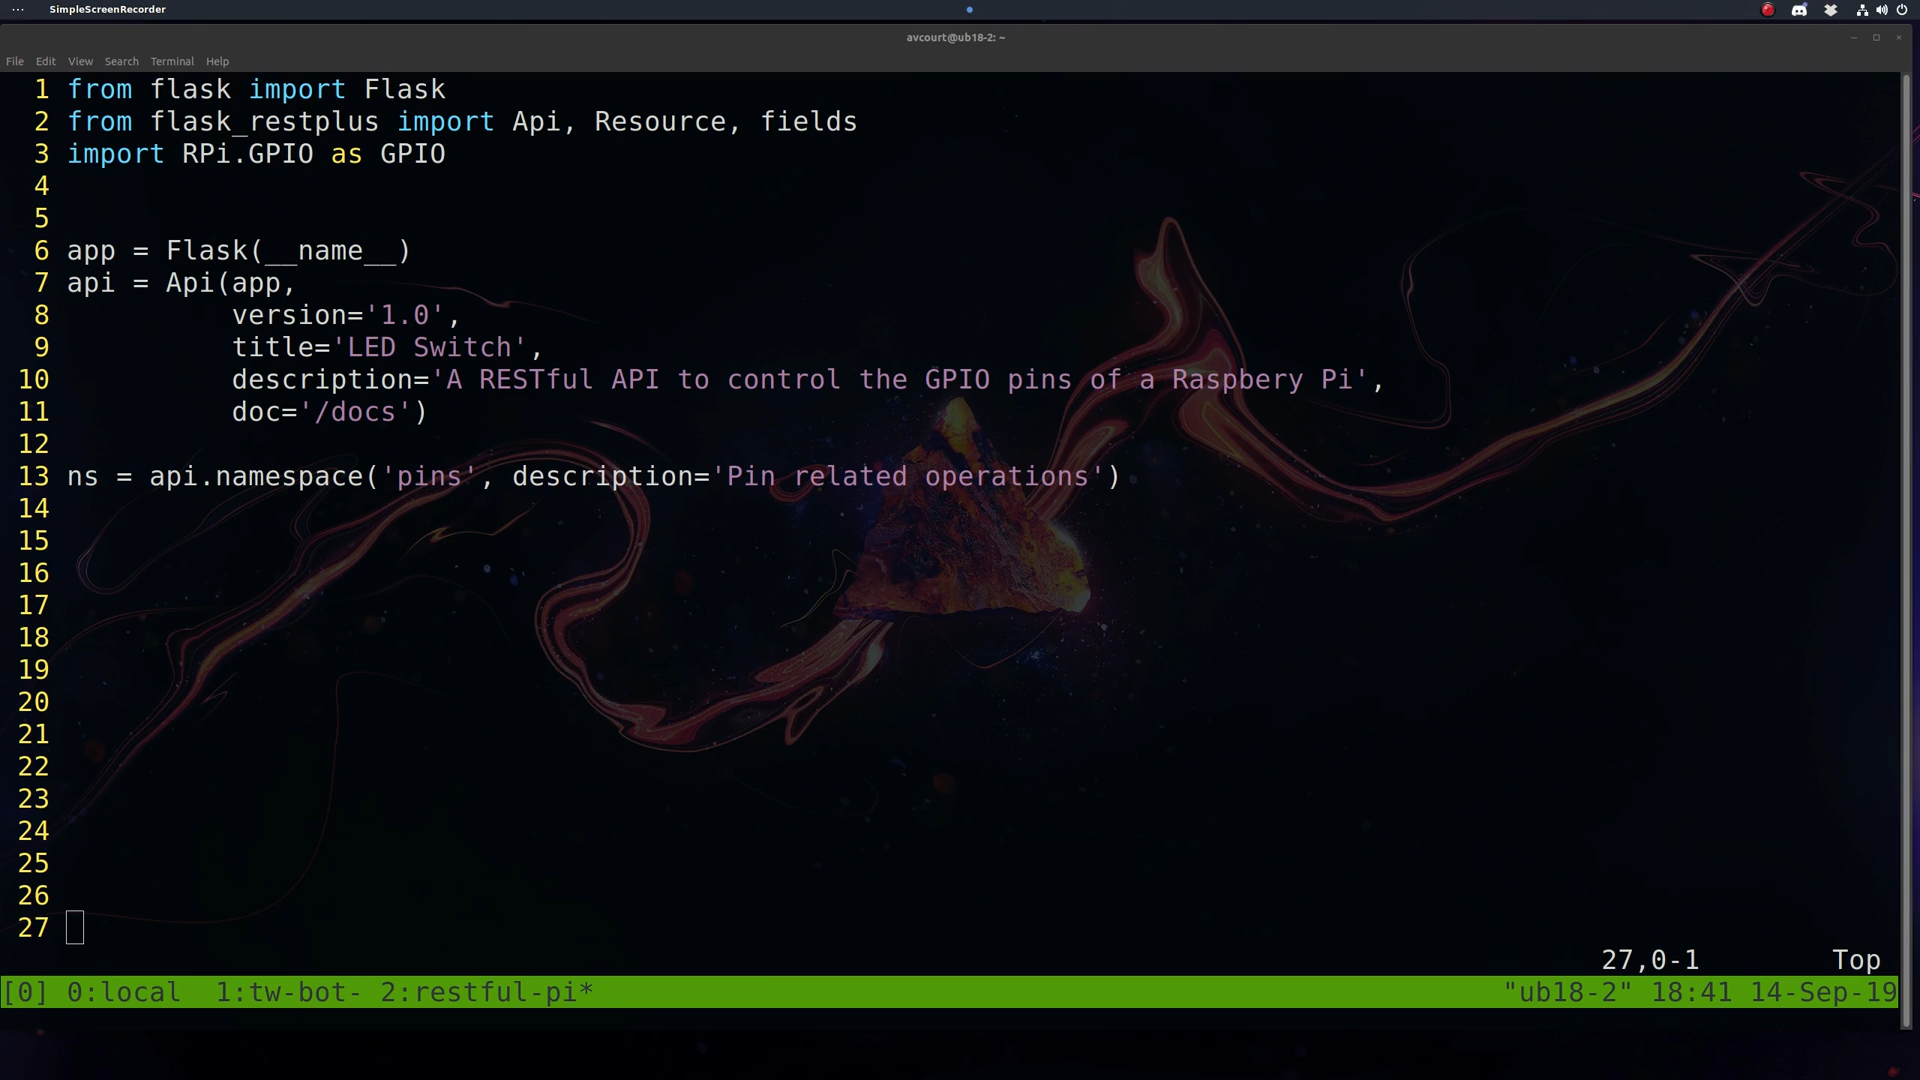 SimpleScreenRecorder
avcourt@ub18-2: ~
File Edit View Search Terminal Help
1 from flask import Flask
2 from flask_restplus import Api, Resource, fields
3 import RPi.GPIO as GPIO
4
5
6 app = Flask(__name__)
7 api = Api(app,
8           version='1.0',
9           title='LED Switch',
10           description='A RESTful API to control the GPIO pins of a Raspbery Pi',
11           doc='/docs')
12
13 ns = api.namespace('pins', description='Pin related operations')
14
15
16
17
18
19
20
21
22
23
24
25
26
27
27,0-1 Top
[0] 0:local  1:tw-bot- 2:restful-pi* "ub18-2" 18:41 14-Sep-19